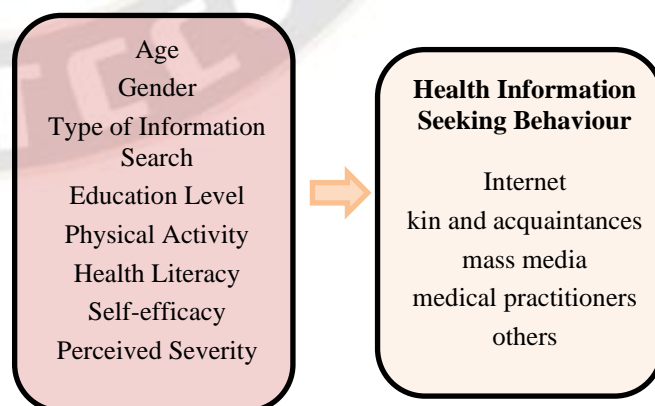 Age
Gender
Type of Information
Search
Education Level
Physical Activity
Health Literacy
Self-efficacy
Perceived Severity
Health Information
Seeking Behaviour
Internet
kin and acquaintances
mass media
medical practitioners
others